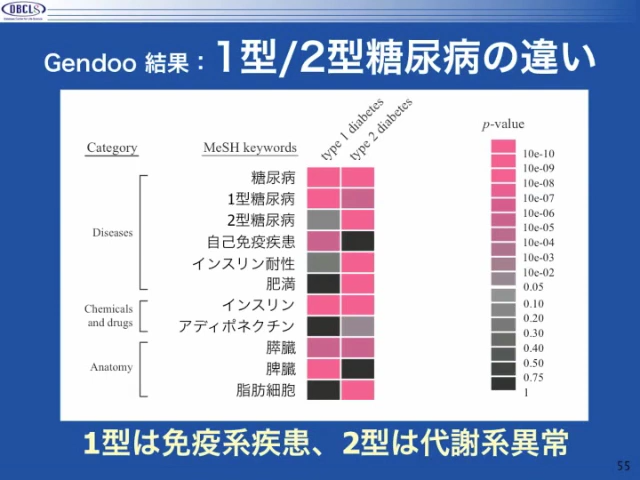 DBCLS
Gendoo 結果：1型/2型糖尿病の違い
Category
MeSH keywords
type 1 diabetes
type 2 diabetes
p-value
Diseases
糖尿病
1型糖尿病
2型糖尿病
自己免疫疾患
インスリン耐性
肥満
Chemicals
and drugs
インスリン
アディポネクチン
Anatomy
膵臓
脾臓
脂肪細胞
10e-10
10e-09
10e-08
10e-07
10e-06
10e-05
10e-04
10e-03
10e-02
0.05
0.10
0.20
0.30
0.40
0.50
0.75
1
1型は免疫系疾患、2型は代謝系異常
55